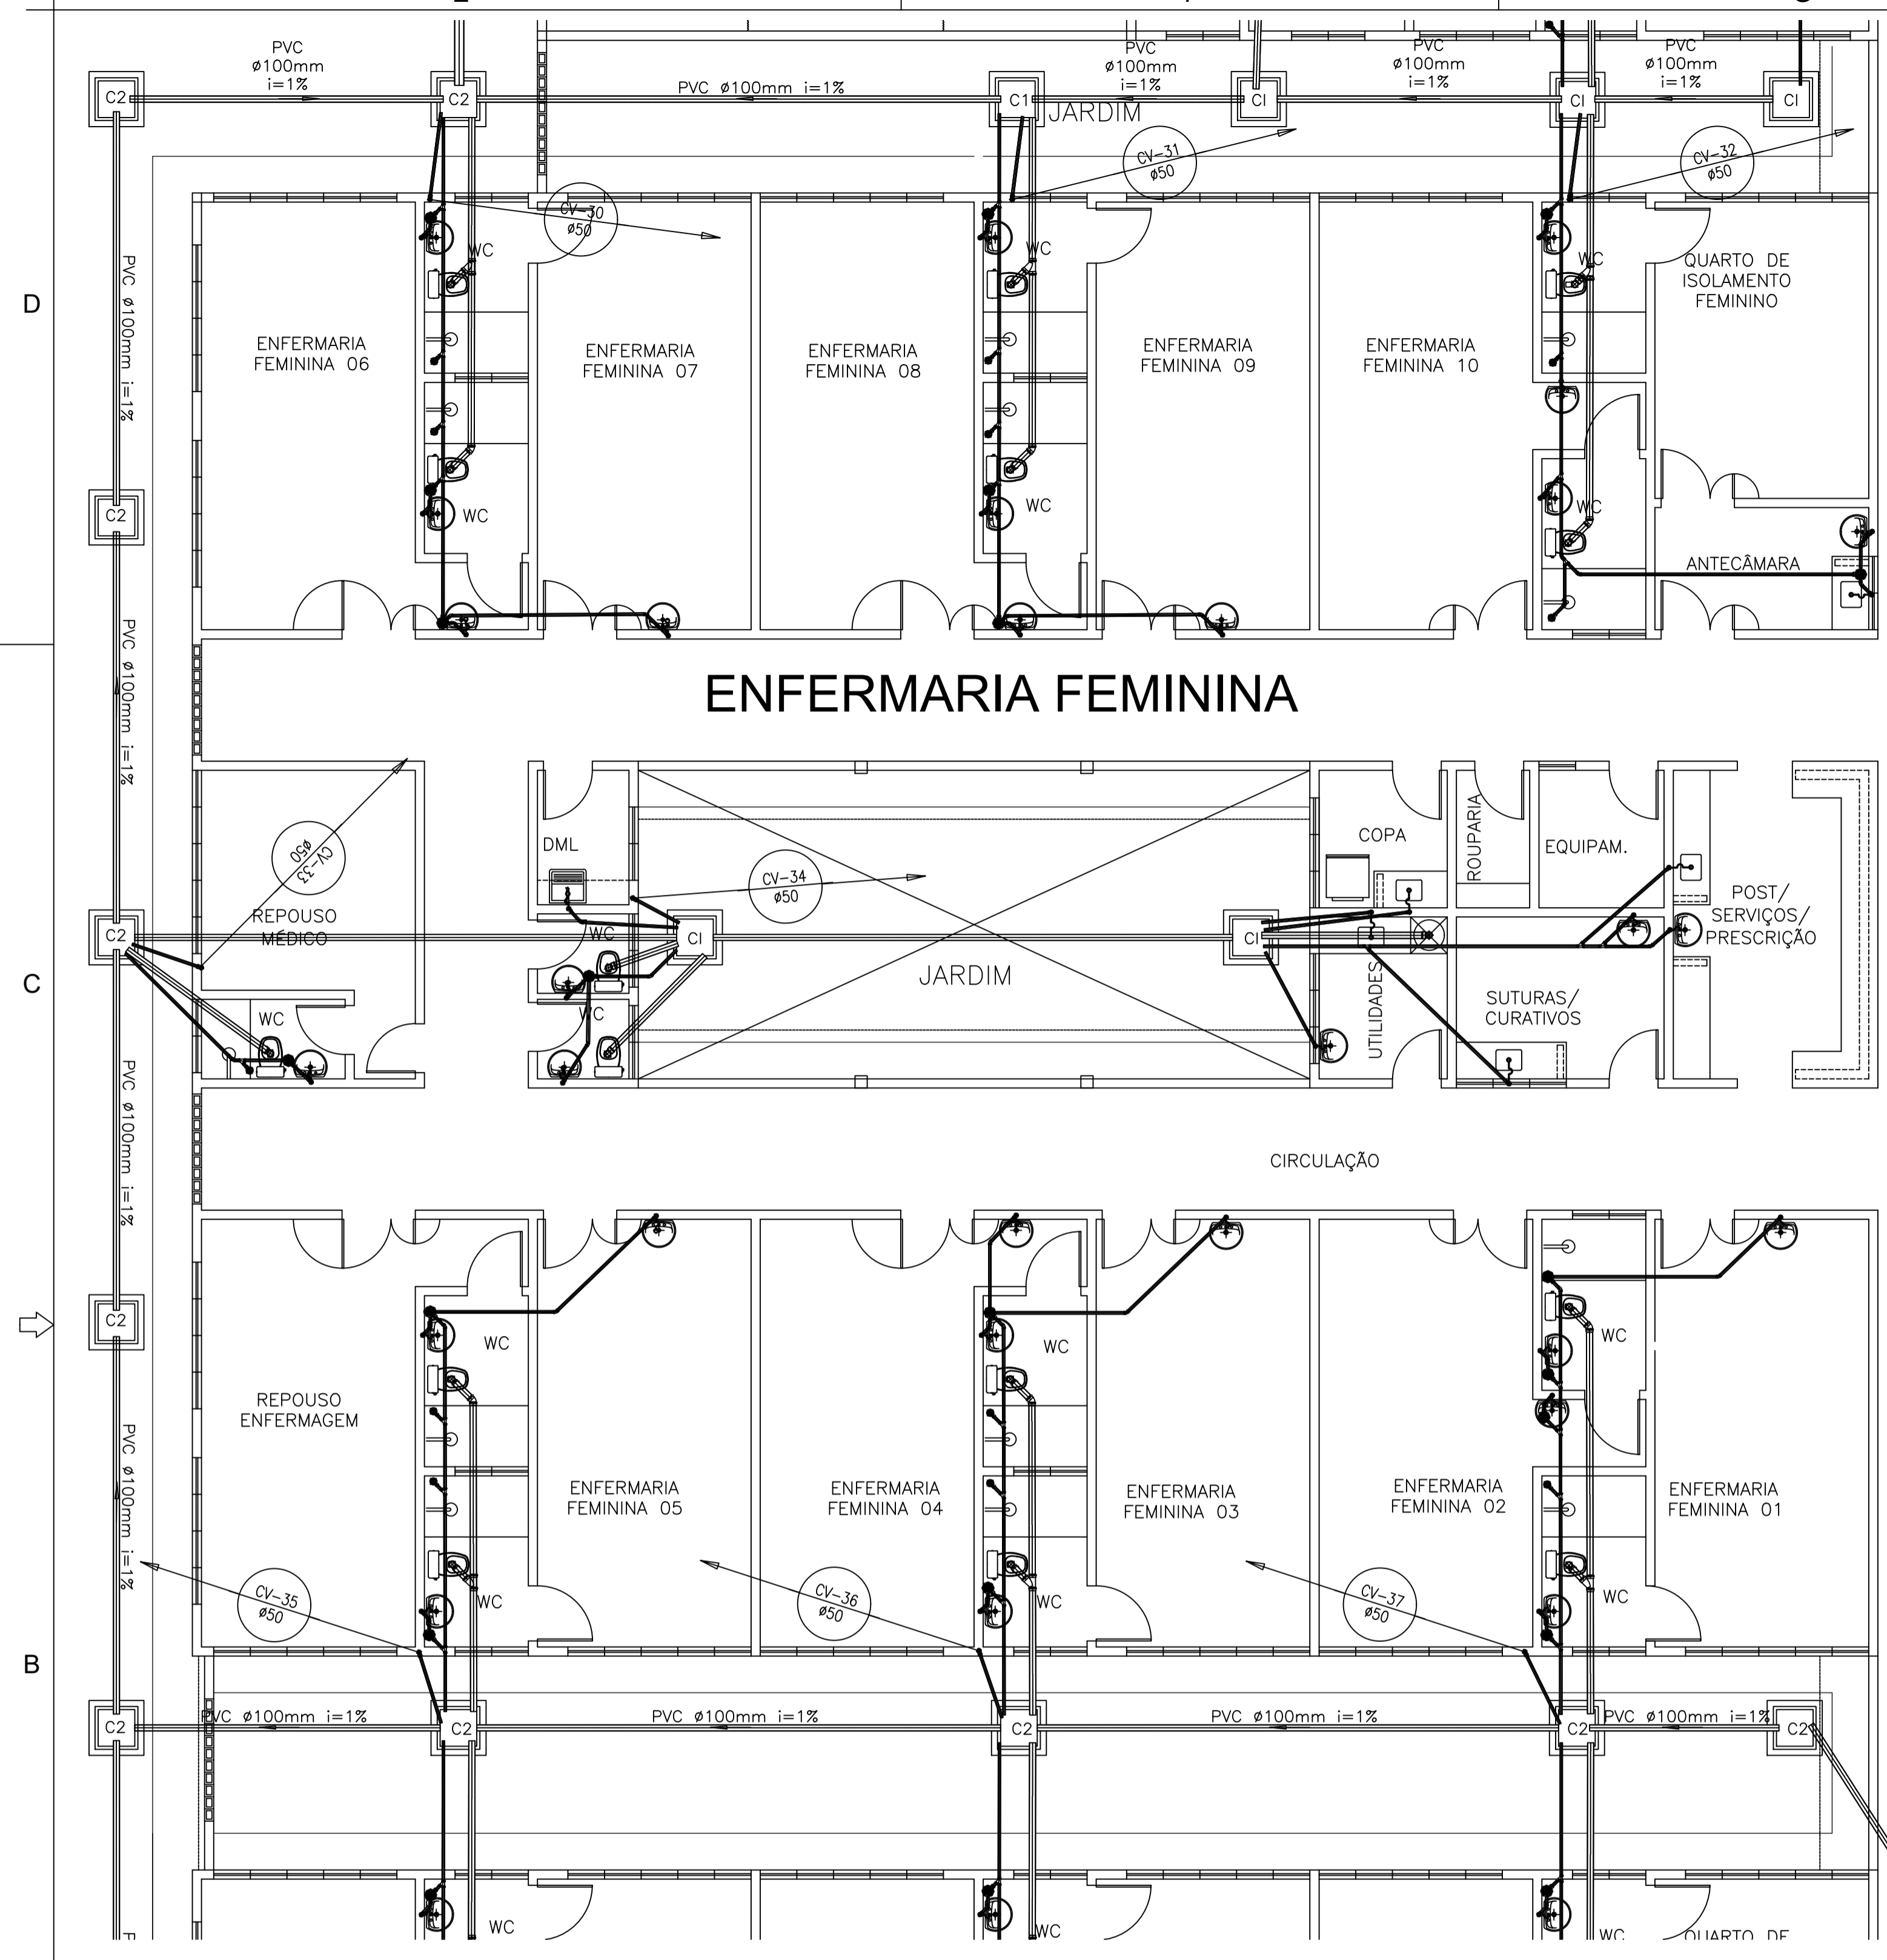 PVC
ø100mm
i=1%
PVC ø100mm i=1%
PVC
ø100mm
i=1%
PVC
ø100mm
i=1%
PVC
ø100mm
i=1%
C2
C2
C1
CI
CI
CI
JARDIM
CV-31
ø50
CV-32
ø50
CV-30
ø50
WC
WC
WC
D
PVC ø100mm i=1%
QUARTO DE
ISOLAMENTO
FEMININO
ENFERMARIA
FEMININA 06
ENFERMARIA
FEMININA 07
ENFERMARIA
FEMININA 08
ENFERMARIA
FEMININA 09
ENFERMARIA
FEMININA 10
C2
WC
WC
WC
ANTECÂMARA
PVC ø100mm i=1%
ENFERMARIA FEMININA
CV-33
ø50
DML
CV-34
ø50
COPA
ROUPARIA
EQUIPAM.
POST/
SERVIÇOS/
PRESCRIÇÃO
REPOUSO
MÉDICO
C2
WC
CI
CI
JARDIM
C
WC
WC
UTILIDADES
SUTURAS/
CURATIVOS
PVC ø100mm i=1%
CIRCULAÇÃO
C2
WC
WC
WC
REPOUSO
ENFERMAGEM
PVC ø100mm i=1%
ENFERMARIA
FEMININA 05
ENFERMARIA
FEMININA 04
ENFERMARIA
FEMININA 03
ENFERMARIA
FEMININA 02
ENFERMARIA
FEMININA 01
CV-35
ø50
CV-36
ø50
CV-37
ø50
WC
WC
WC
B
PVC ø100mm i=1%
PVC ø100mm i=1%
PVC ø100mm i=1%
PVC ø100mm i=1%
C2
C2
C2
C2
C2
WC
WC
WC
QUARTO DE